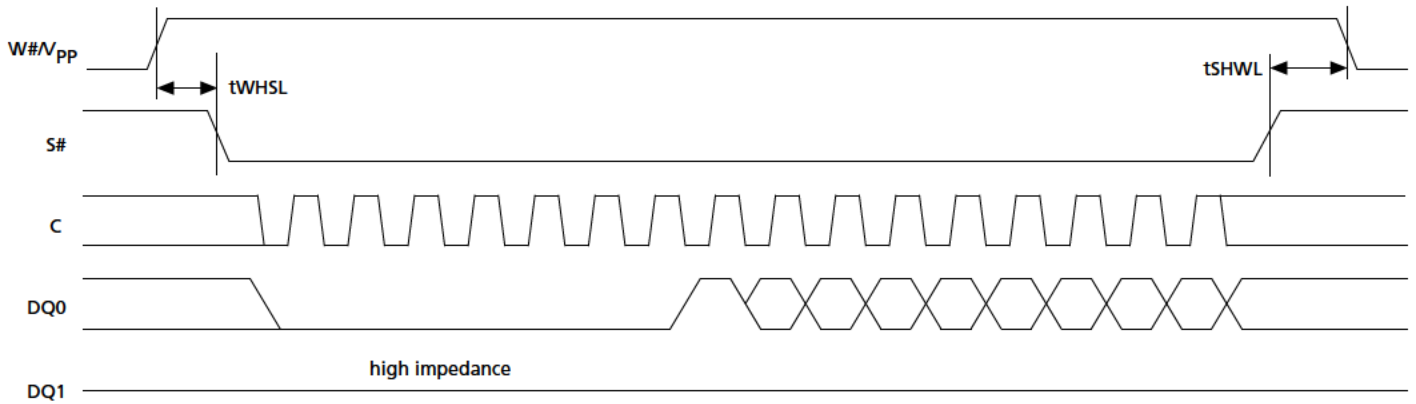 W#/VPP
tSHWL
tWHSL
S#
C
DQ0
high impedance
DQ1